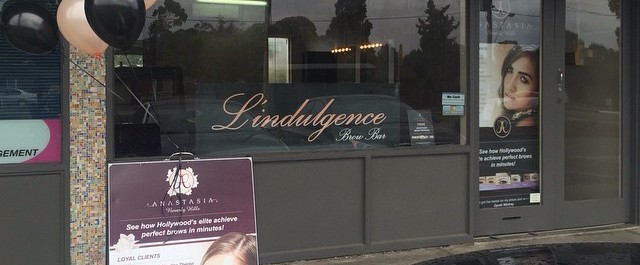 L'indulgence
Brow Bar
GEMENT
ANASTASIA
Beverly Hills
See how Hollywood's elite achieve
perfect brows in minutes!
LOYAL CLIENTS
ANASTASIA
See how Hollywood's
elite achieve perfect brows
in minutes!